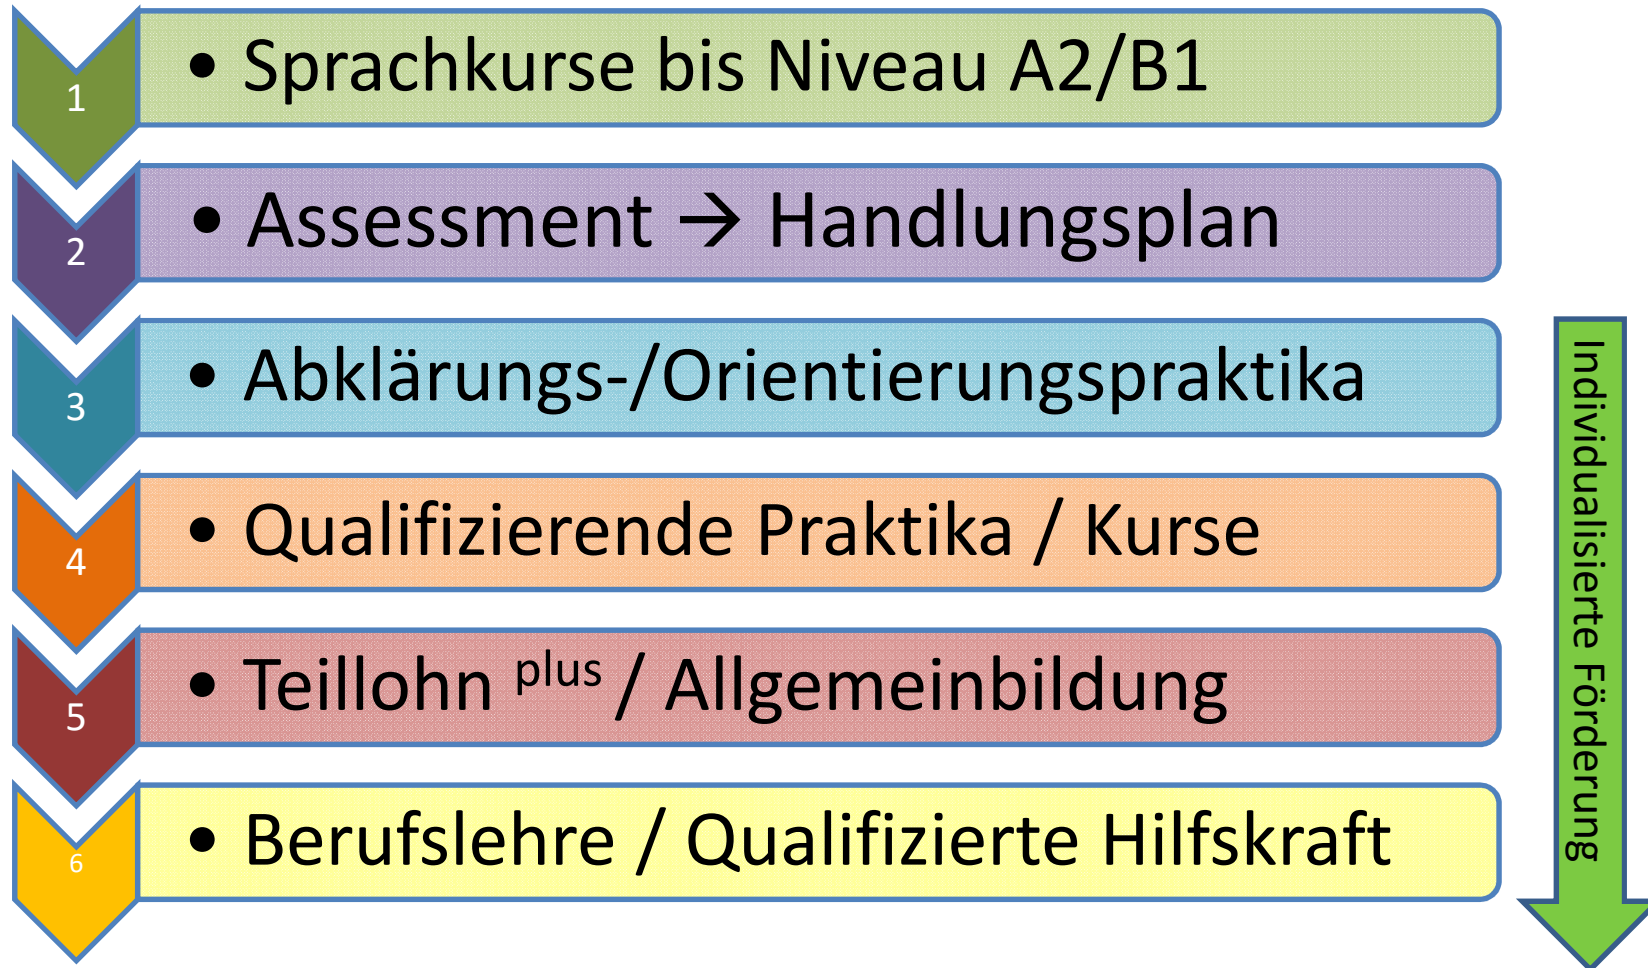 1
• Sprachkurse bis Niveau A2/B1
2
• Assessment → Handlungsplan
3
• Abklärungs-/Orientierungspraktika
4
• Qualifizierende Praktika / Kurse
5
• Teillohn plus / Allgemeinbildung
6
• Berufslehre / Qualifizierte Hilfskraft
Individualisierte Förderung